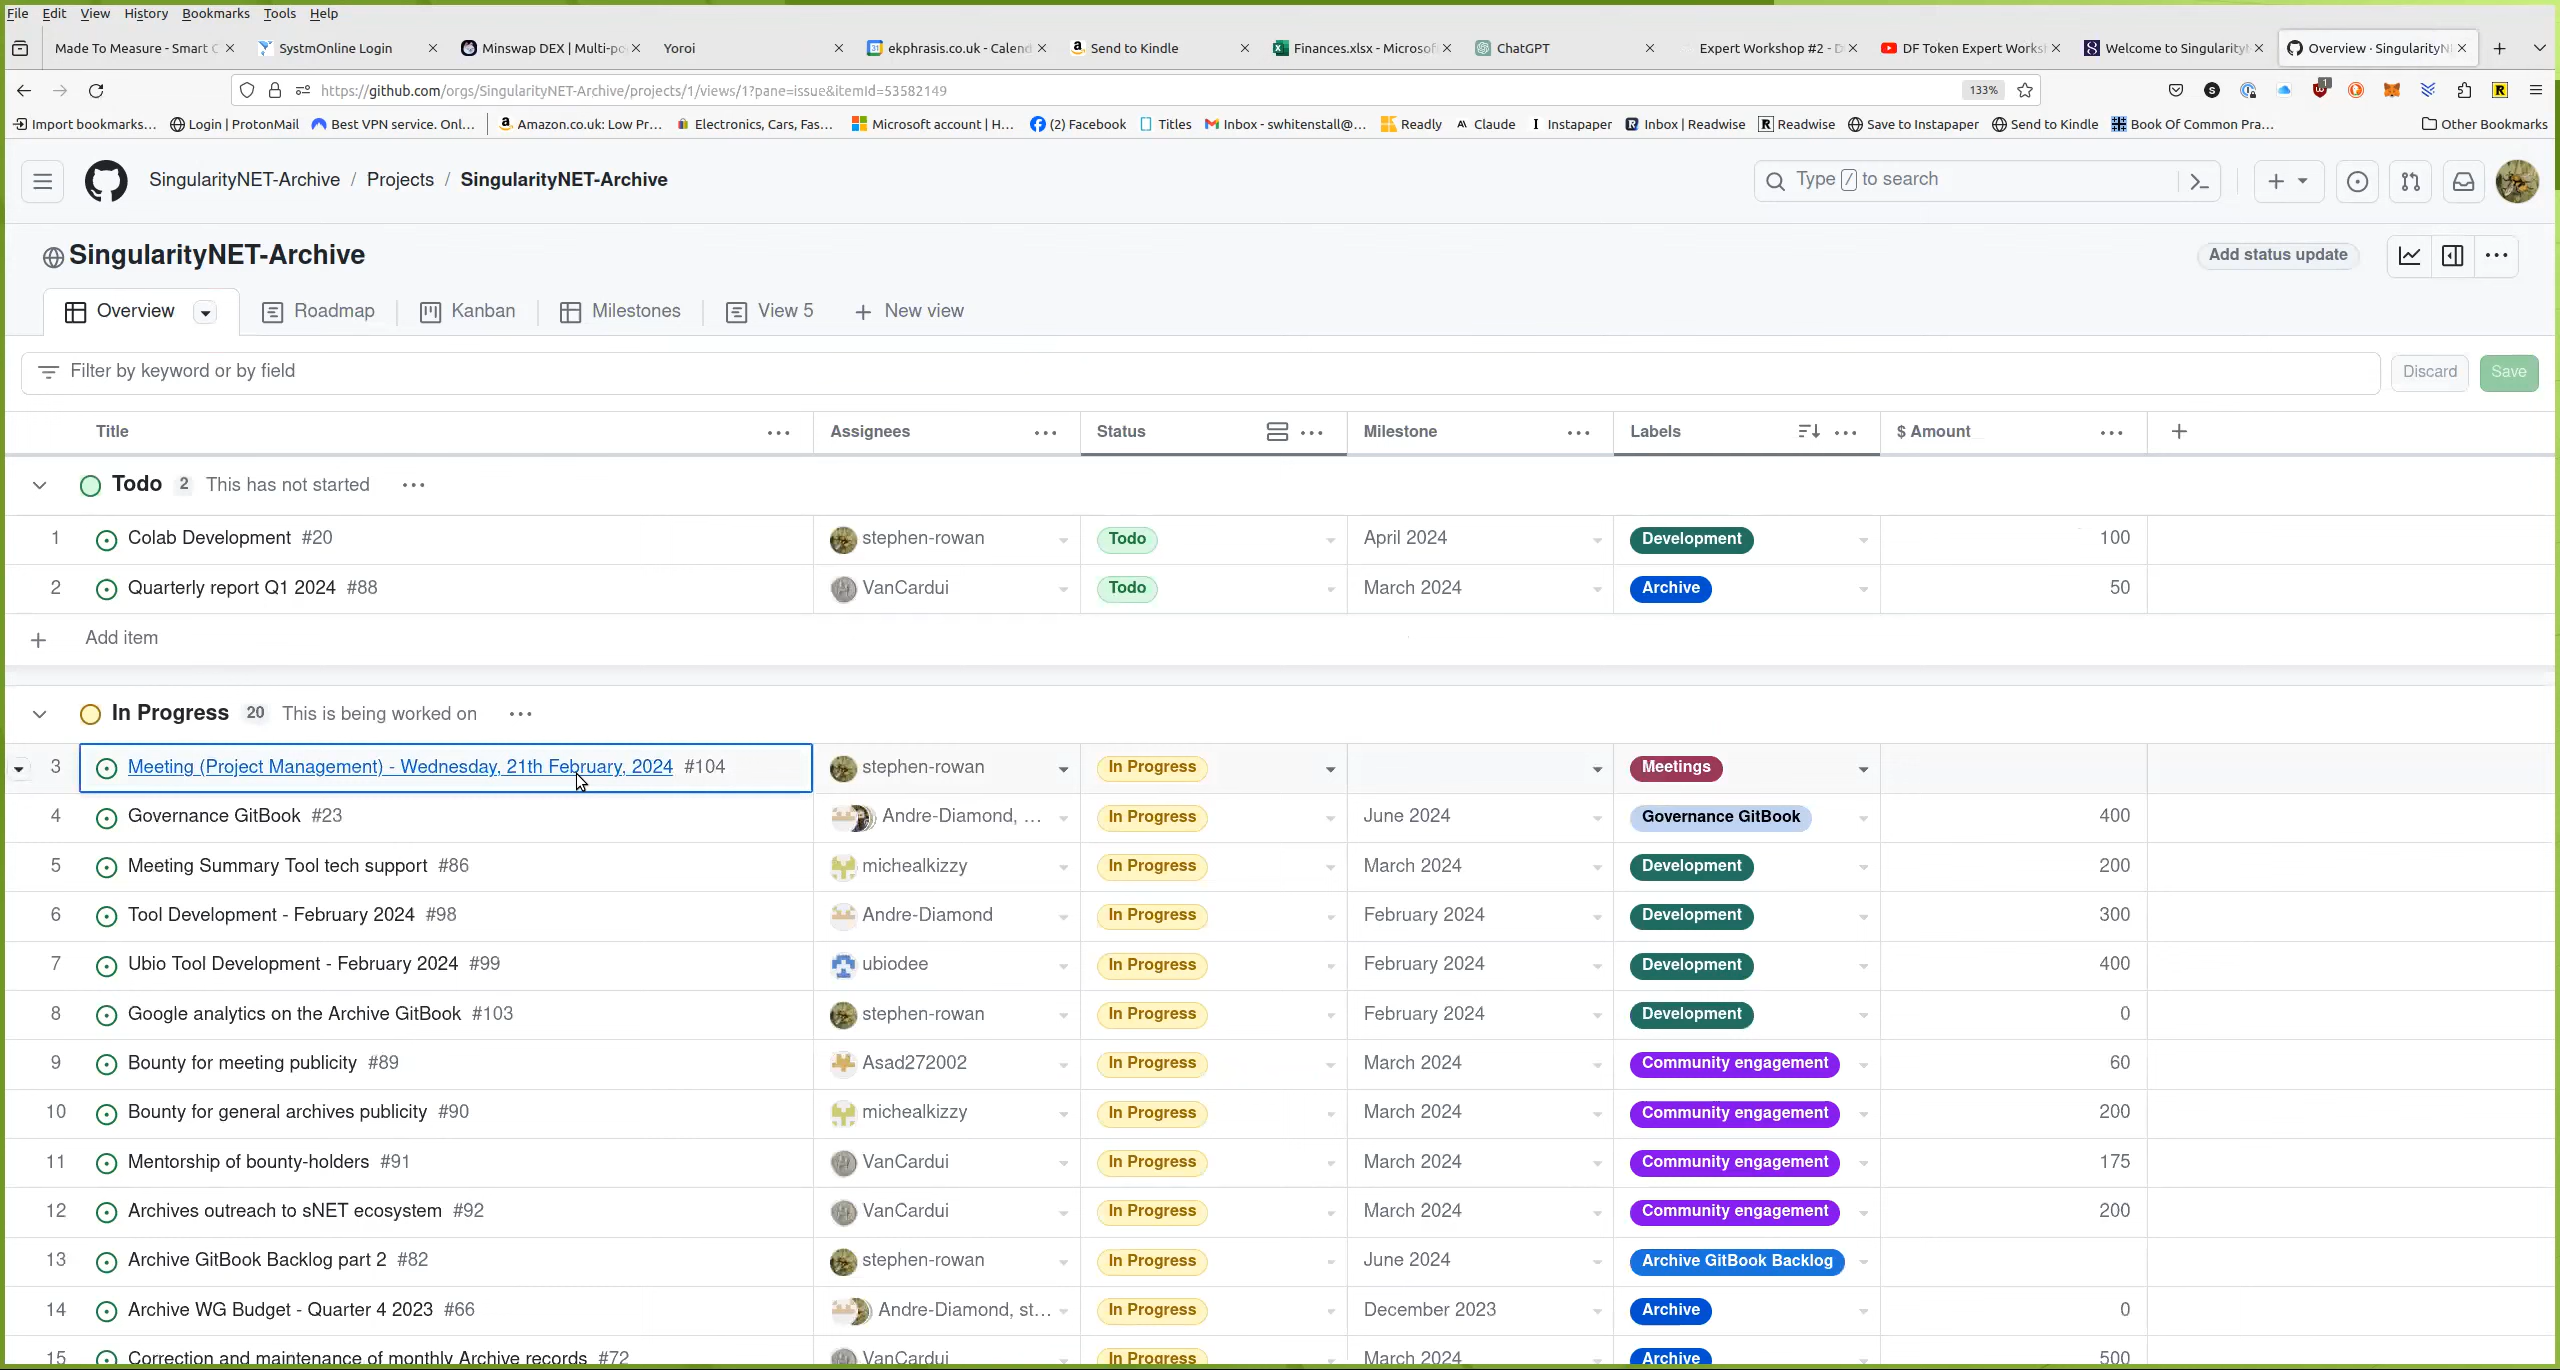 File Edit View History Bookmarks Tools Help
Made To Measure - Smart C SystmOnline Login Minswap DEX | Multi-po Yoroi ekphrasis.co.uk - Calend Send to Kindle Finances.xlsx - Microsof ChatGPT Expert Workshop #2 - D DF Token Expert Works Welcome to Singularity Overview · SingularityN
https://github.com/orgs/SingularityNET-Archive/projects/1/views/1?pane=issue&itemId=53582149 133% 1
Import bookmarks... Login | ProtonMail Best VPN service. Onl... Amazon.co.uk: Low Pr... Electronics, Cars, Fas... Microsoft account | H... (2) Facebook Titles Inbox - swhitenstall@... Readly Claude Instapaper Inbox | Readwise Readwise Save to Instapaper Send to Kindle Book Of Common Pra... Other Bookmarks
SingularityNET-Archive / Projects / SingularityNET-Archive Type / to search
SingularityNET-Archive Add status update
Overview Roadmap Kanban Milestones View 5 + New view
Filter by keyword or by field Discard Save
Title Assignees Status Milestone Labels $ Amount
Todo 2 This has not started
1 Colab Development #20 stephen-rowan Todo April 2024 Development 100
2 Quarterly report Q1 2024 #88 VanCardui Todo March 2024 Archive 50
+ Add item
In Progress 20 This is being worked on
3 Meeting (Project Management) - Wednesday, 21th February, 2024 #104 stephen-rowan In Progress Meetings
4 Governance GitBook #23 Andre-Diamond, ... In Progress June 2024 Governance GitBook 400
5 Meeting Summary Tool tech support #86 michealkizzy In Progress March 2024 Development 200
6 Tool Development - February 2024 #98 Andre-Diamond In Progress February 2024 Development 300
7 Ubio Tool Development - February 2024 #99 ubiodee In Progress February 2024 Development 400
8 Google analytics on the Archive GitBook #103 stephen-rowan In Progress February 2024 Development 0
9 Bounty for meeting publicity #89 Asad272002 In Progress March 2024 Community engagement 60
10 Bounty for general archives publicity #90 michealkizzy In Progress March 2024 Community engagement 200
11 Mentorship of bounty-holders #91 VanCardui In Progress March 2024 Community engagement 175
12 Archives outreach to sNET ecosystem #92 VanCardui In Progress March 2024 Community engagement 200
13 Archive GitBook Backlog part 2 #82 stephen-rowan In Progress June 2024 Archive GitBook Backlog
14 Archive WG Budget - Quarter 4 2023 #66 Andre-Diamond, st... In Progress December 2023 Archive 0
15 Correction and maintenance of monthly Archive records #72 VanCardui In Progress March 2024 Archive 500